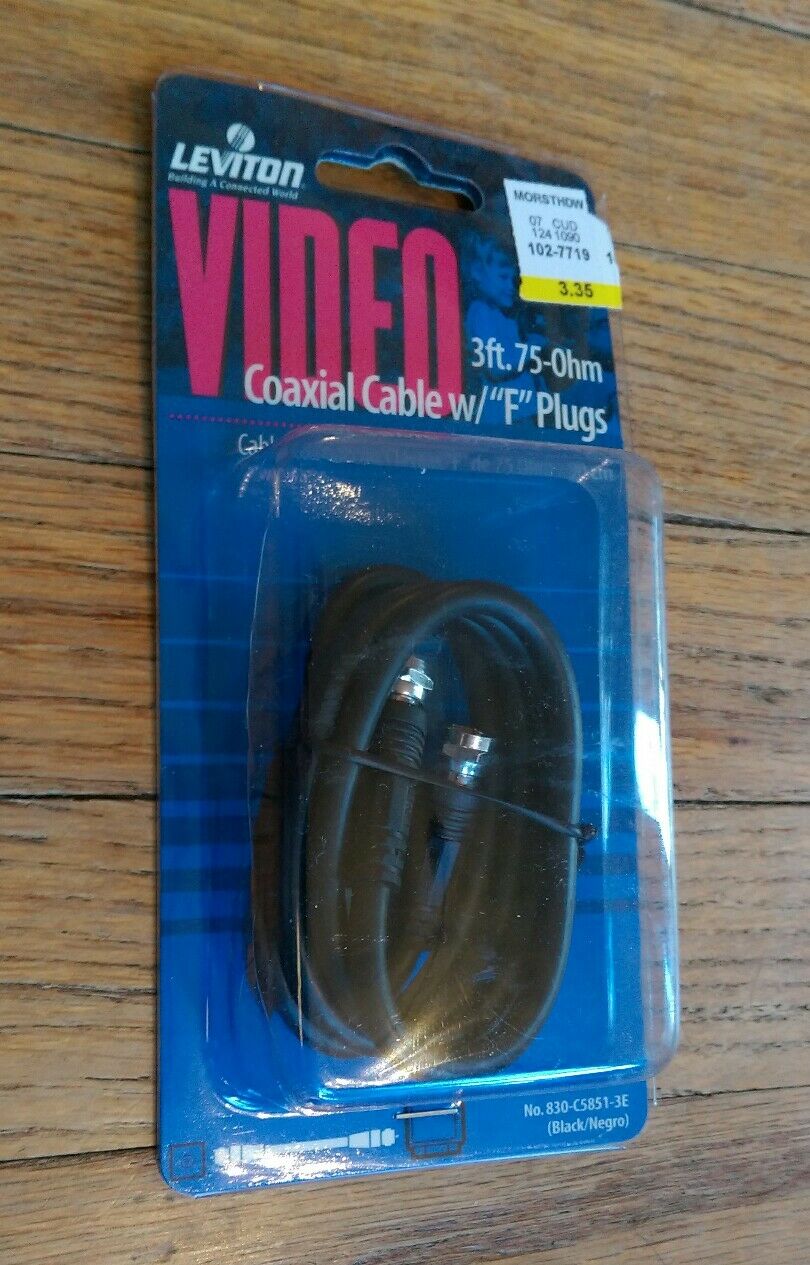 LEVITON
Building A Connected World
VIDEO
MORSTHDW
07 CUD
124 1090
102-7719 1
3.35
3ft. 75-Ohm
Coaxial Cable w/"F" Plugs
No. 830-C5851-3E
(Black/Negro)